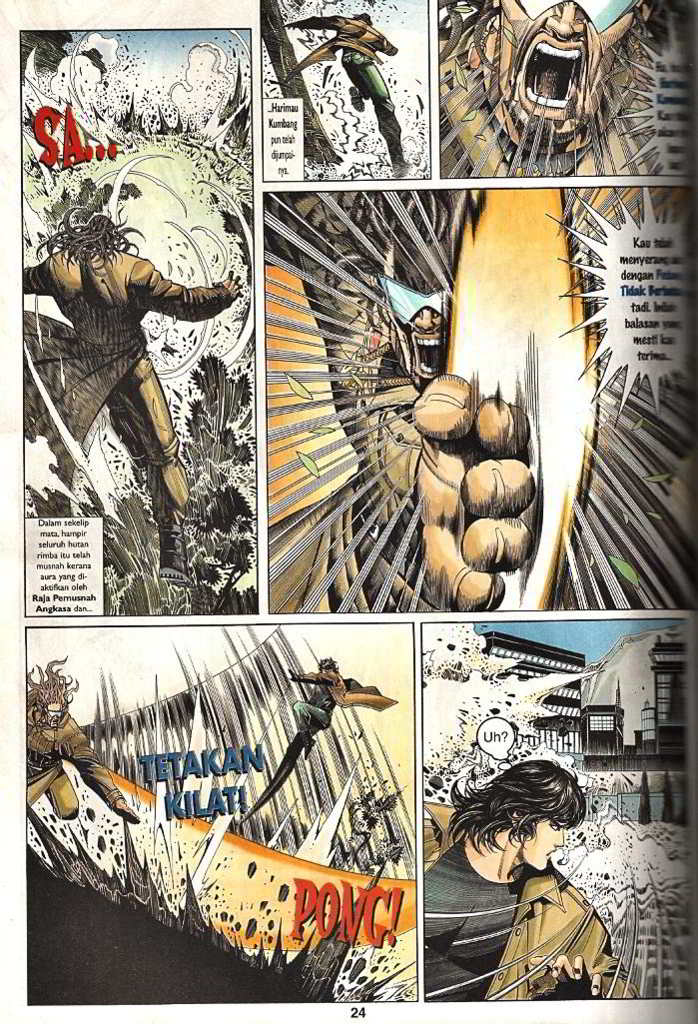 SA...
..Harimau
Kumbang
pun telah
dijumpai-
nya.
Kau telah
menyerang
dengan
Tidak
tadi.
balasan
mesti
terima...
Dalam sekelip
mata, hampir
seluruh hutan
rimba itu telah
musnah kerana
aura yang di-
aktifkan oleh
Raja Pemusnah
Angkasa dan...
TETAKAN
KILAT!
PONG!
Uh?
24